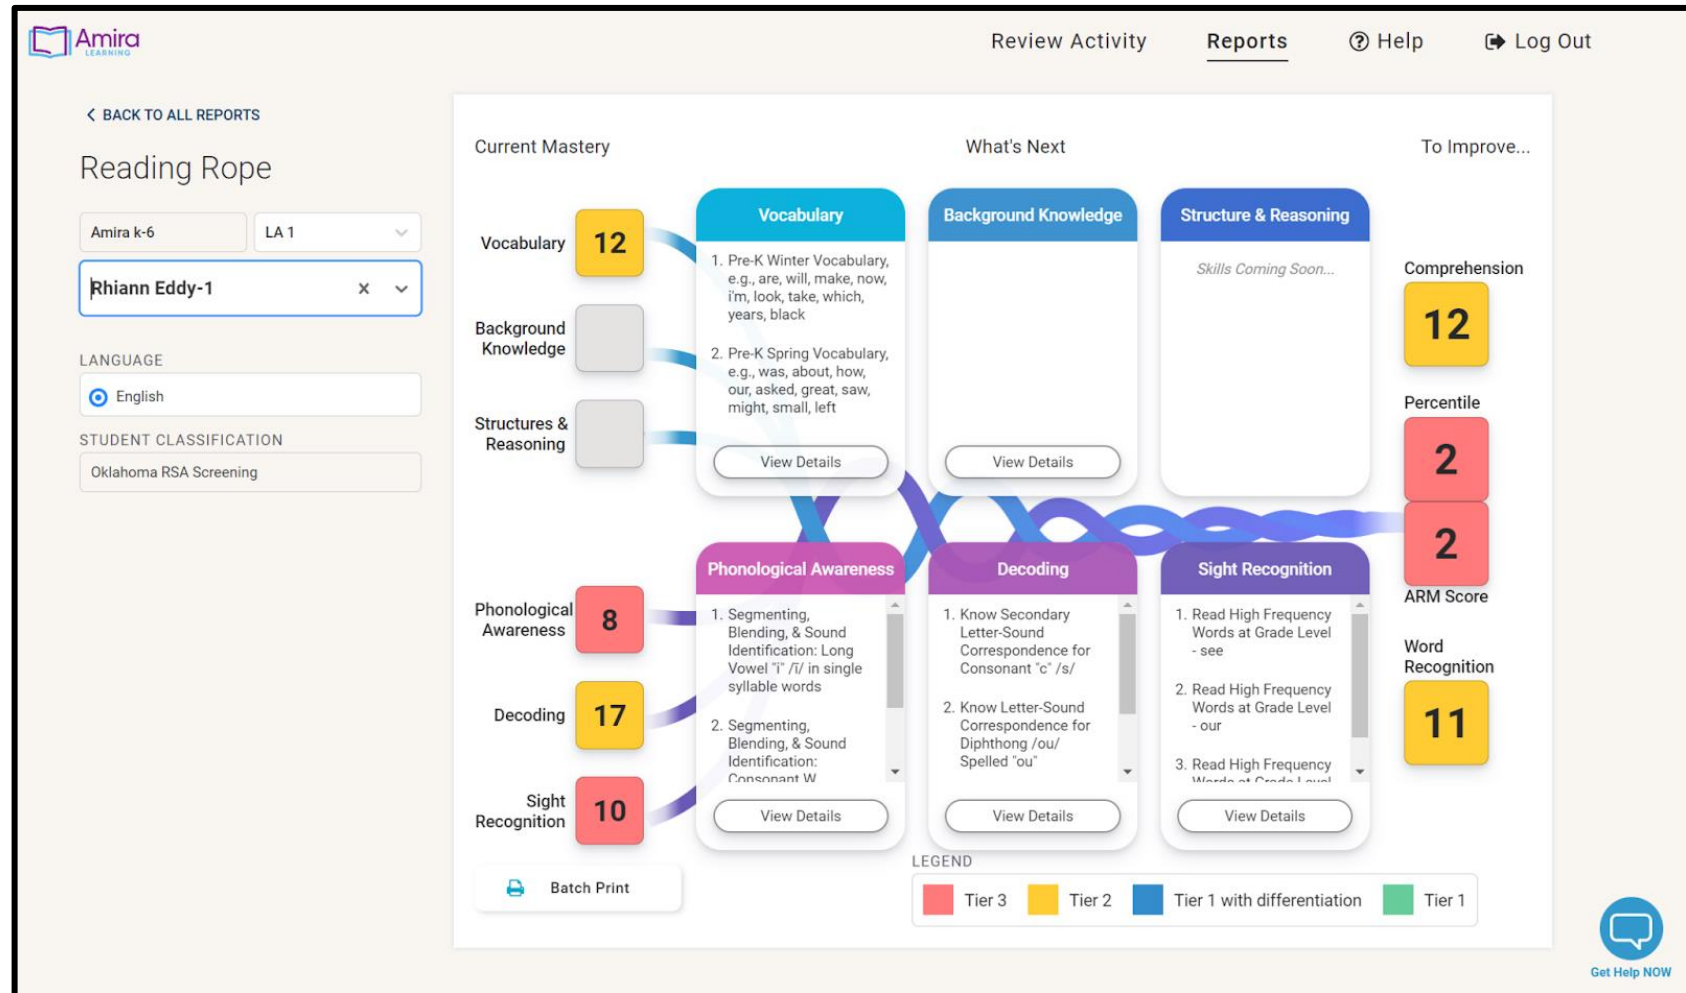 Amira
LEARNING
Review Activity
Reports
Help
Log Out
BACK TO ALL REPORTS
Reading Rope
Amira k-6
LA 1
Rhiann Eddy-1
LANGUAGE
English
STUDENT CLASSIFICATION
Oklahoma RSA Screening
Current Mastery
What's Next
To Improve...
Vocabulary
12
Background
Knowledge
Structures &
Reasoning
Phonological
Awareness
8
Decoding
17
Sight
Recognition
10
Batch Print
Vocabulary
1. Pre-K Winter Vocabulary,
e.g., are, will, make, now,
i'm, look, take, which,
years, black
2. Pre-K Spring Vocabulary,
e.g., was, about, how,
our, asked, great, saw,
might, small, left
View Details
Background Knowledge
View Details
Structure & Reasoning
Skills Coming Soon...
Phonological Awareness
1. Segmenting,
Blending, & Sound
Identification: Long
Vowel "i" /ī/ in single
syllable words
2. Segmenting,
Blending, & Sound
Identification:
Consonant W
View Details
Decoding
1. Know Secondary
Letter-Sound
Correspondence for
Consonant "c" /s/
2. Know Letter-Sound
Correspondence for
Diphthong /ou/
Spelled "ou"
View Details
Sight Recognition
1. Read High Frequency
Words at Grade Level
- see
2. Read High Frequency
Words at Grade Level
- our
3. Read High Frequency
Words at Grade Level
View Details
Comprehension
12
Percentile
2
2
ARM Score
Word
Recognition
11
LEGEND
Tier 3
Tier 2
Tier 1 with differentiation
Tier 1
Get Help NOW